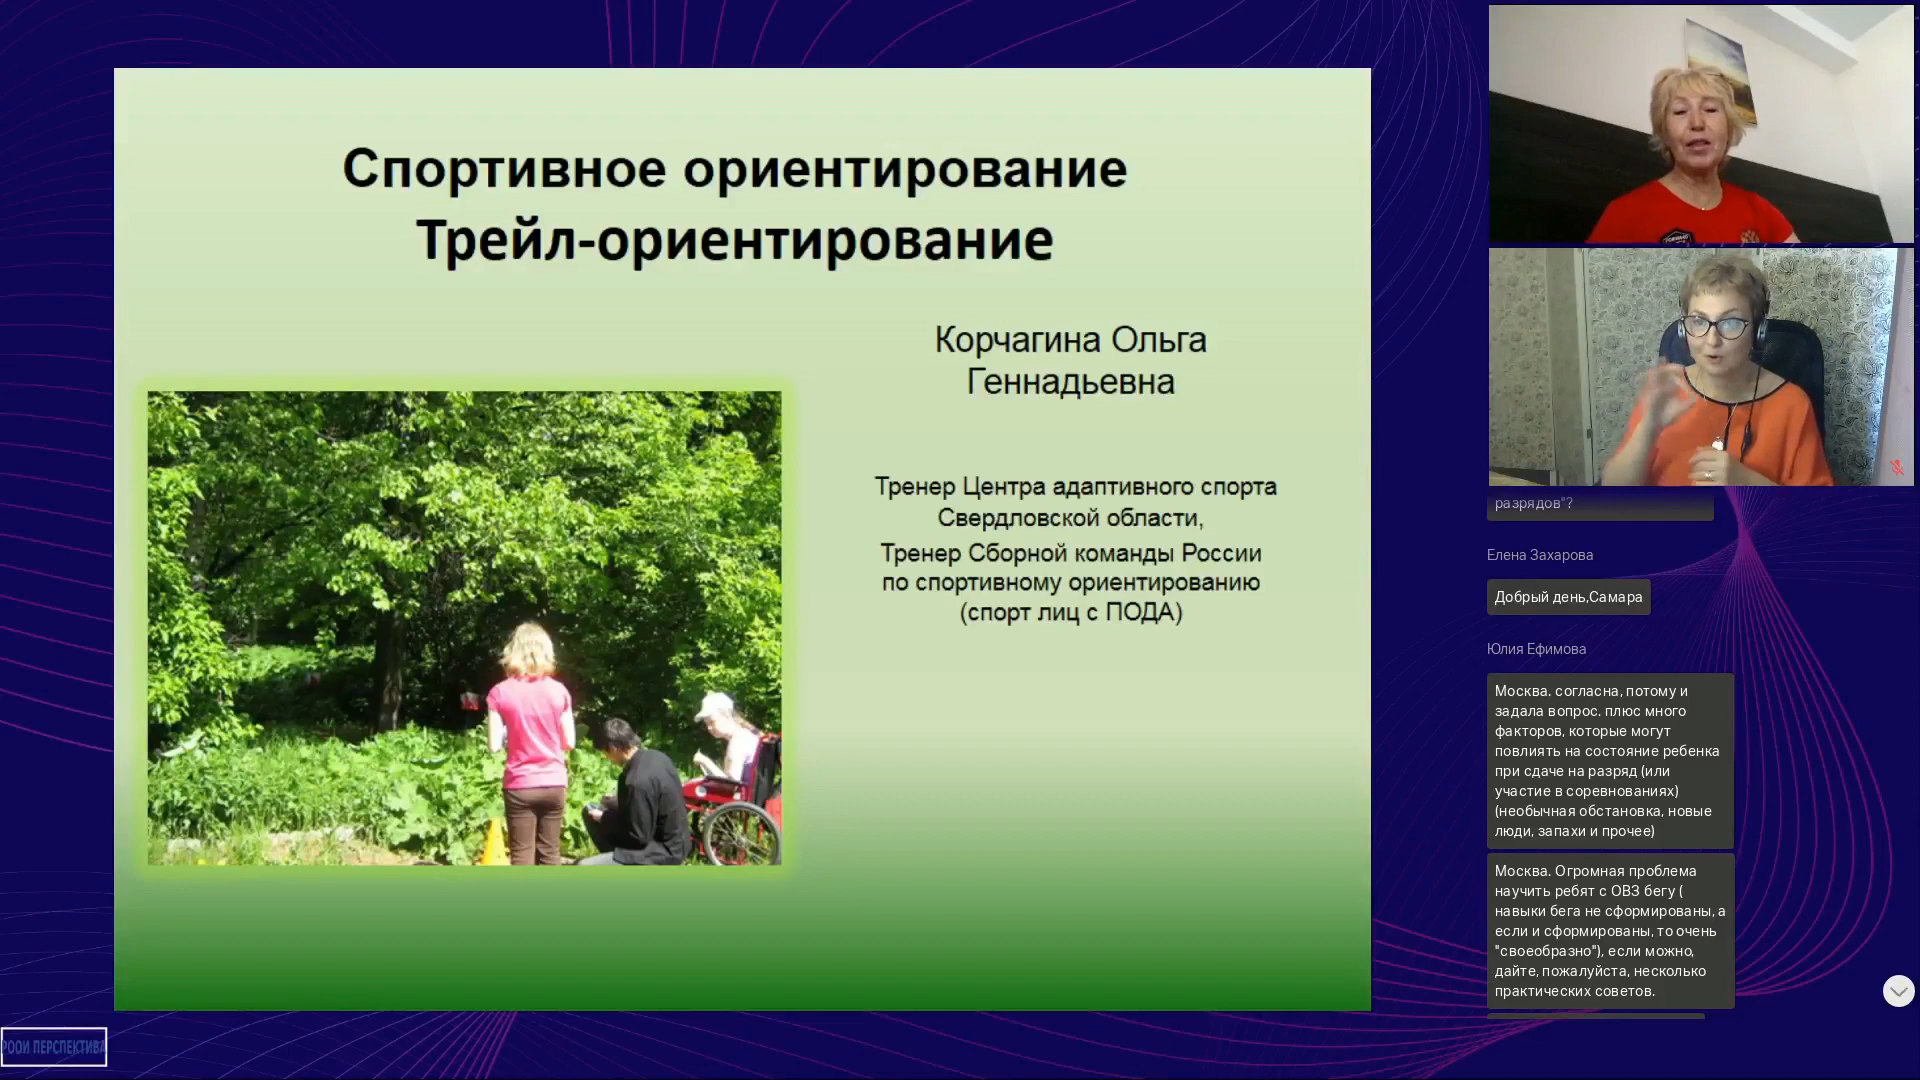 Спортивное ориентирование
Трейл-ориентирование
Корчагина Ольга
Геннадьевна
Тренер Центра адаптивного спорта
Свердловской области,
Тренер Сборной команды России
по спортивному ориентированию
(спорт лиц с ПОДА)
разрядов"?
Елена Захарова
Добрый день,Самара
Юлия Ефимова
Москва. согласна, потому и
задала вопрос. плюс много
факторов, которые могут
повлиять на состояние ребенка
при сдаче на разряд (или
участие в соревнованиях)
(необычная обстановка, новые
люди, запахи и прочее)
Москва. Огромная проблема
научить ребят с ОВЗ бегу (
навыки бега не сформированы, а
если и сформированы, то очень
"своеобразно"), если можно,
дайте, пожалуйста, несколько
практических советов.
РООИ ПЕРСПЕКТИВА